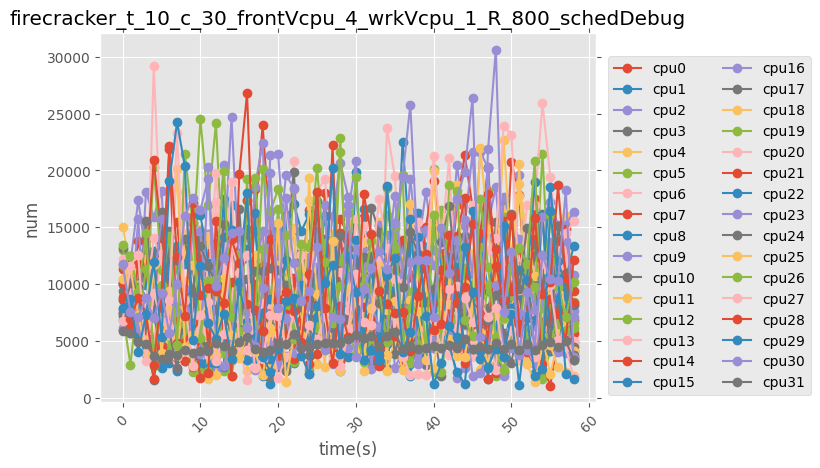 firecracker_t_10_c_30_frontVcpu_4_wrkVcpu_1_R_800_schedDebug
30000
25000
20000
15000
10000
5000
0
num
0
10
20
30
40
50
60
time(s)
cpu0
cpu1
cpu2
cpu3
cpu4
cpu5
cpu6
cpu7
cpu8
cpu9
cpu10
cpu11
cpu12
cpu13
cpu14
cpu15
cpu16
cpu17
cpu18
cpu19
cpu20
cpu21
cpu22
cpu23
cpu24
cpu25
cpu26
cpu27
cpu28
cpu29
cpu30
cpu31